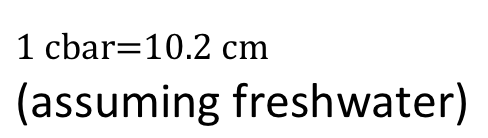 1 cbar=10.2 cm
(assuming freshwater)